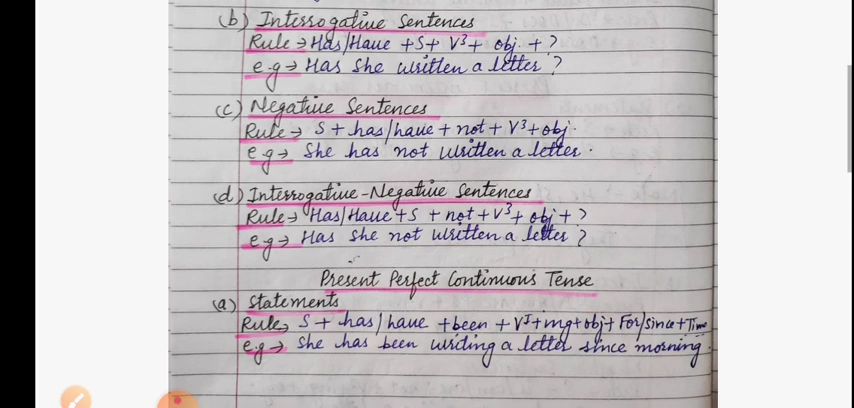 (b) Interrogative Sentences
Rule → Has/Have + S + V³ + obj. + ?
e.g → Has She written a letter ?
(c) Negative Sentences
Rule → S + has/have + not + V³ + obj.
e.g → She has not written a letter.
(d) Interrogative-Negative Sentences
Rule → Has/Have + S + not + V³ + obj + ?
e.g → Has She not written a letter ?
Present Perfect Continuous Tense
(a) Statements
Rule → S + has/have + been + V¹ + ing + obj + For/since + Time
e.g → She has been writing a letter since morning.